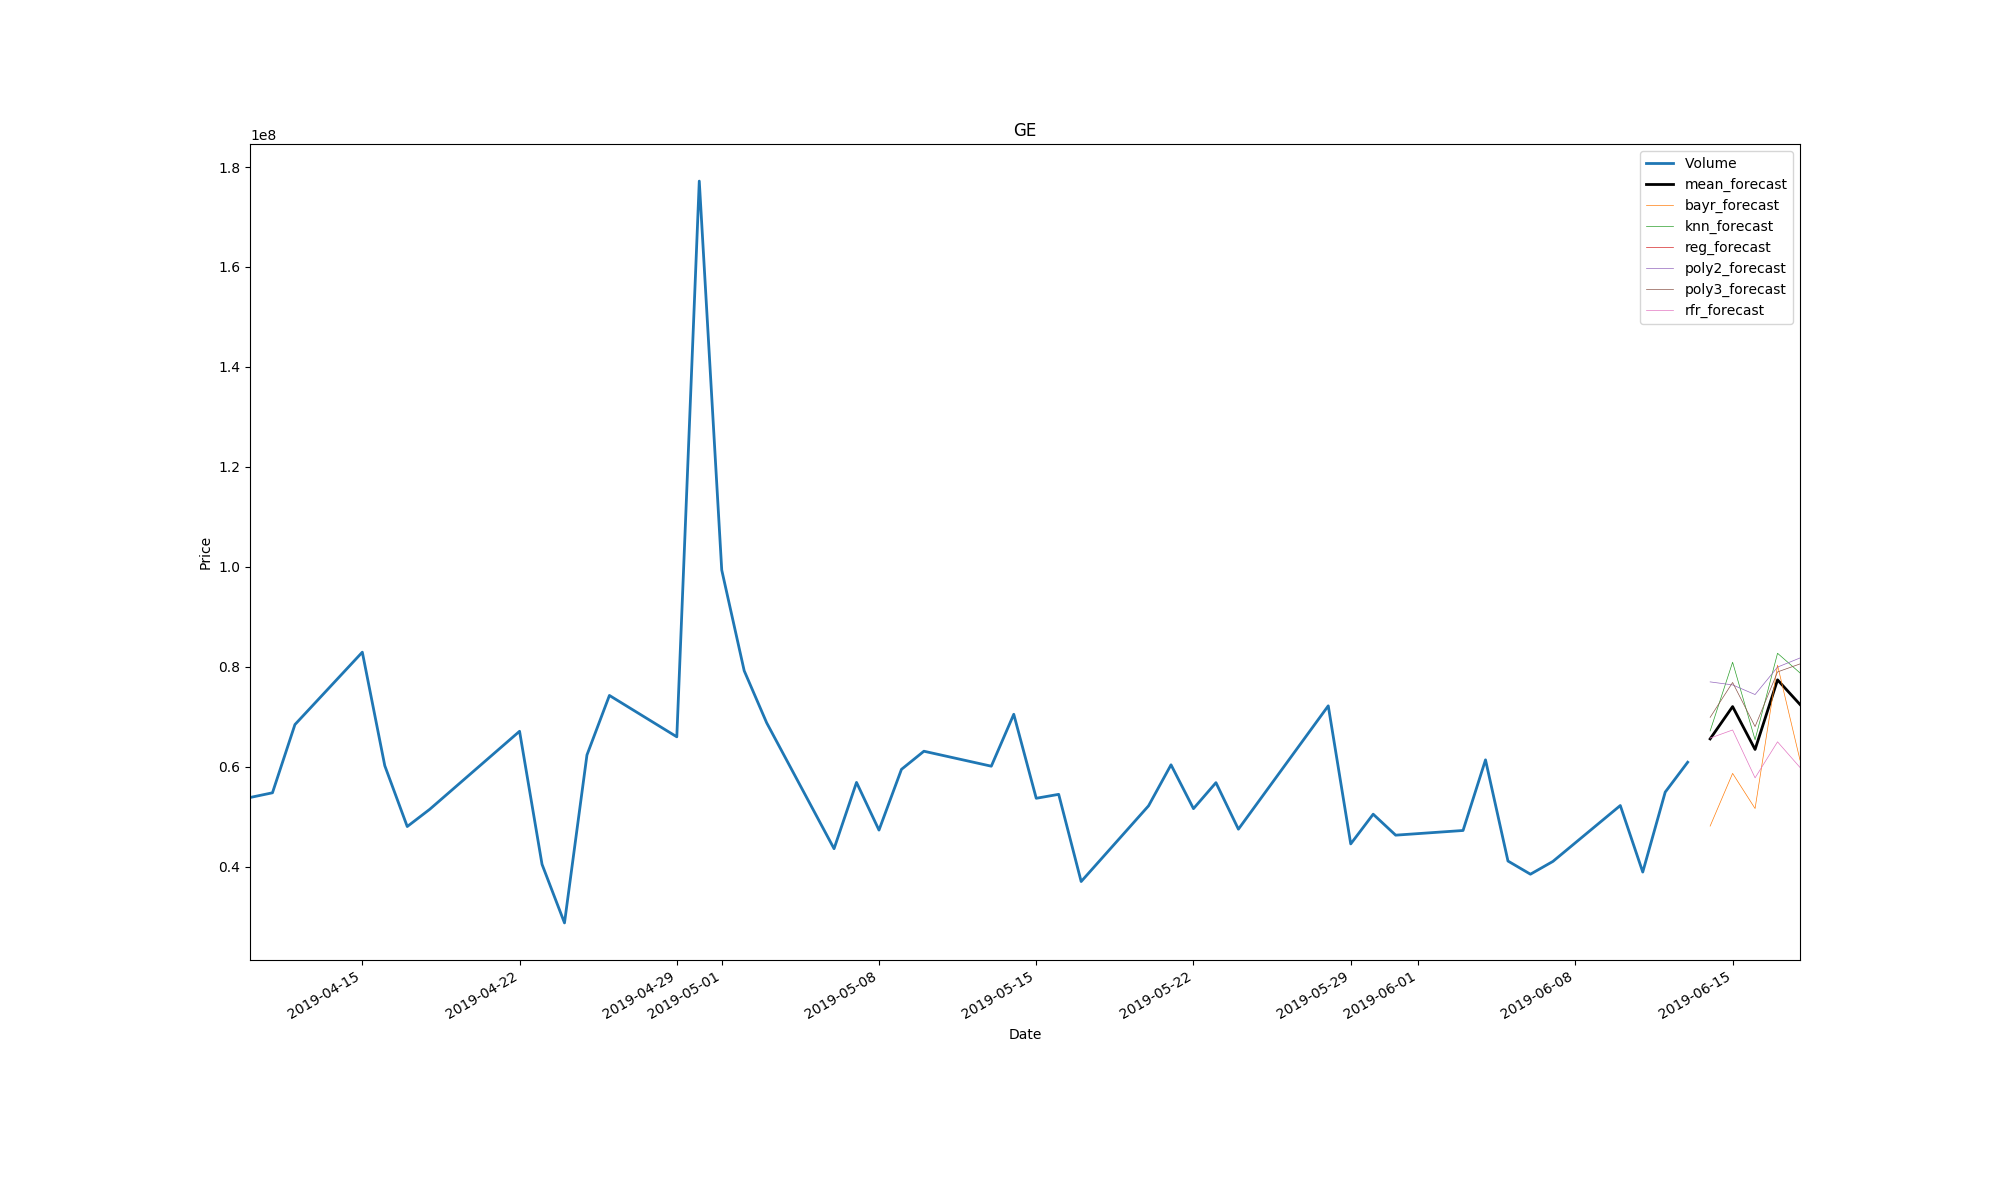 GE
1e8
1.8
1.6
1.4
1.2
1.0
0.8
0.6
0.4
Price
Volume
mean_forecast
bayr_forecast
knn_forecast
reg_forecast
poly2_forecast
poly3_forecast
rfr_forecast
2019-04-15
2019-04-22
2019-04-29
2019-05-01
2019-05-08
2019-05-15
2019-05-22
2019-05-29
2019-06-01
2019-06-08
2019-06-15
Date